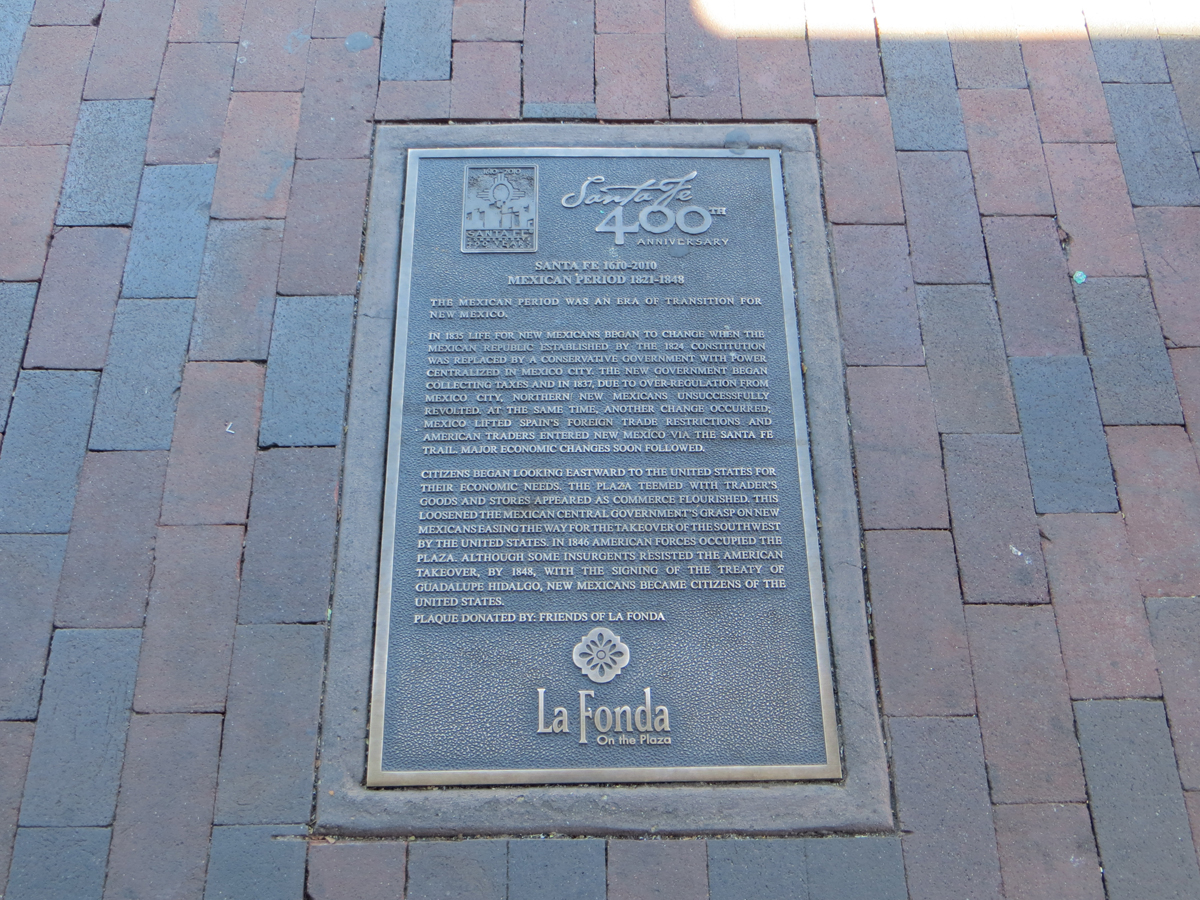 1610-2010
SANTA FE
Santa Fe
400TH
ANNIVERSARY
SANTA FE 1610-2010
MEXICAN PERIOD 1821-1848
THE MEXICAN PERIOD WAS AN ERA OF TRANSITION FOR
NEW MEXICO.
IN 1835 LIFE FOR NEW MEXICANS BEGAN TO CHANGE WHEN THE
MEXICAN REPUBLIC ESTABLISHED BY THE 1824 CONSTITUTION
WAS REPLACED BY A CONSERVATIVE GOVERNMENT WITH POWER
CENTRALIZED IN MEXICO CITY. THE NEW GOVERNMENT BEGAN
COLLECTING TAXES AND IN 1837, DUE TO OVER-REGULATION FROM
MEXICO CITY, NORTHERN NEW MEXICANS UNSUCCESSFULLY
REVOLTED. AT THE SAME TIME, ANOTHER CHANGE OCCURRED;
MEXICO LIFTED SPAIN'S FOREIGN TRADE RESTRICTIONS AND
AMERICAN TRADERS ENTERED NEW MEXICO VIA THE SANTA FE
TRAIL. MAJOR ECONOMIC CHANGES SOON FOLLOWED.
CITIZENS BEGAN LOOKING EASTWARD TO THE UNITED STATES FOR
THEIR ECONOMIC NEEDS. THE PLAZA TEEMED WITH TRADER'S
GOODS AND STORES APPEARED AS COMMERCE FLOURISHED. THIS
LOOSENED THE MEXICAN CENTRAL GOVERNMENT'S GRASP ON NEW
MEXICANS EASING THE WAY FOR THE TAKEOVER OF THE SOUTHWEST
BY THE UNITED STATES. IN 1846 AMERICAN FORCES OCCUPIED THE
PLAZA. ALTHOUGH SOME INSURGENTS RESISTED THE AMERICAN
TAKEOVER, BY 1848, WITH THE SIGNING OF THE TREATY OF
GUADALUPE HIDALGO, NEW MEXICANS BECAME CITIZENS OF THE
UNITED STATES.
PLAQUE DONATED BY: FRIENDS OF LA FONDA
La Fonda
On the Plaza